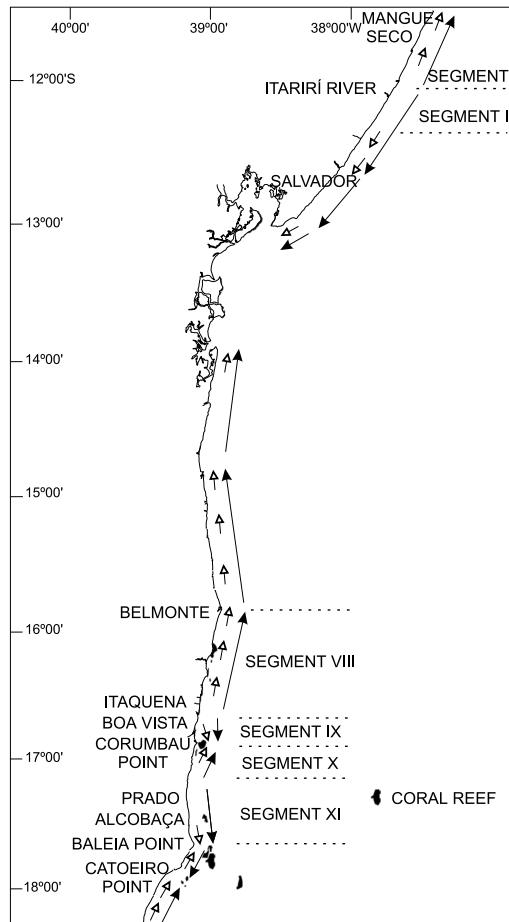 40°00' 39°00' 38°00'W
MANGUE
SECO
12°00'S
ITARIRÍ RIVER
SEGMENT
SEGMENT I
SALVADOR
13°00'
14°00'
15°00'
BELMONTE
16°00'
SEGMENT VIII
ITAQUENA
BOA VISTA
SEGMENT IX
CORUMBAU
POINT
17°00'
SEGMENT X
PRADO
CORAL REEF
ALCOBAÇA
SEGMENT XI
BALEIA POINT
CATOEIRO
POINT
18°00'